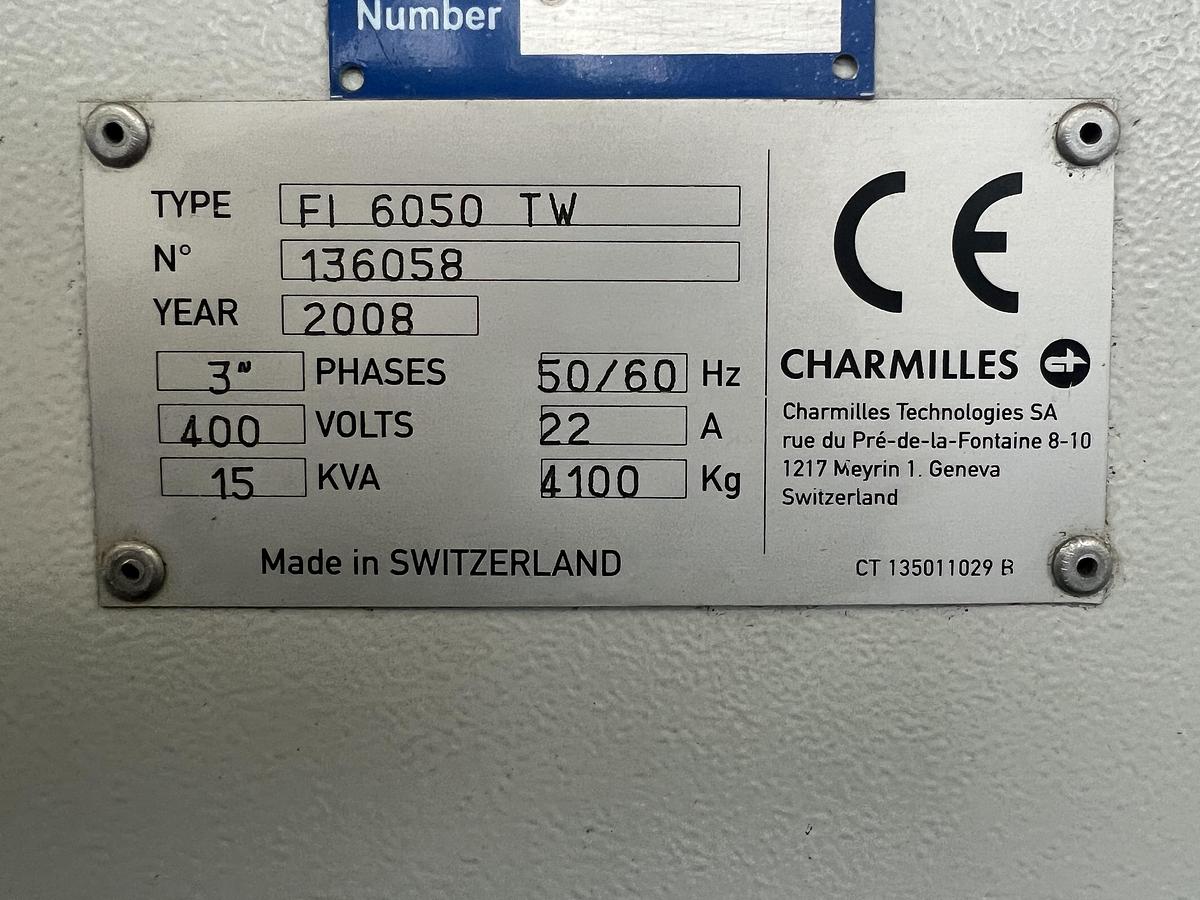 Number
TYPE FI 6050 TW
N° 136058
YEAR 2008
3~ PHASES 50/60 Hz
400 VOLTS 22 A
15 KVA 4100 Kg
Made in SWITZERLAND
CE
CHARMILLES
Charmilles Technologies SA
rue du Pré-de-la-Fontaine 8-10
1217 Meyrin 1. Geneva
Switzerland
CT 135011029 B